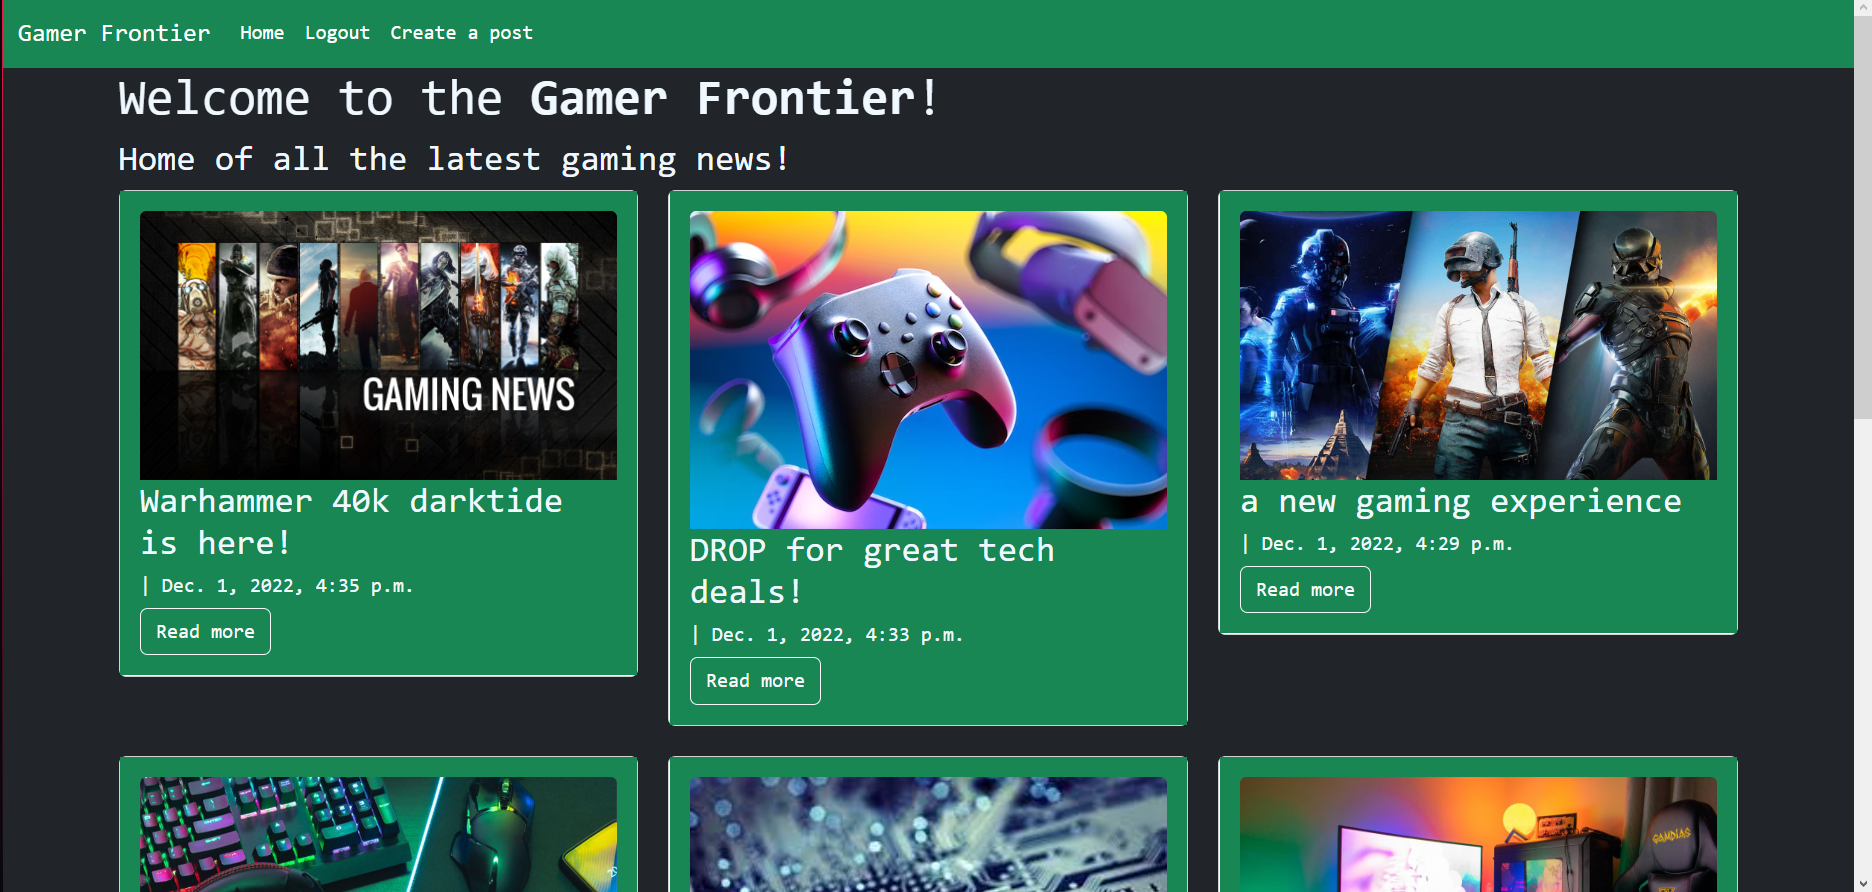 Gamer Frontier Home Logout Create a post
Welcome to the Gamer Frontier!
Home of all the latest gaming news!
GAMING NEWS
Warhammer 40k darktide
is here!
| Dec. 1, 2022, 4:35 p.m.
Read more
DROP for great tech
deals!
| Dec. 1, 2022, 4:33 p.m.
Read more
a new gaming experience
| Dec. 1, 2022, 4:29 p.m.
Read more
GAMDIAS